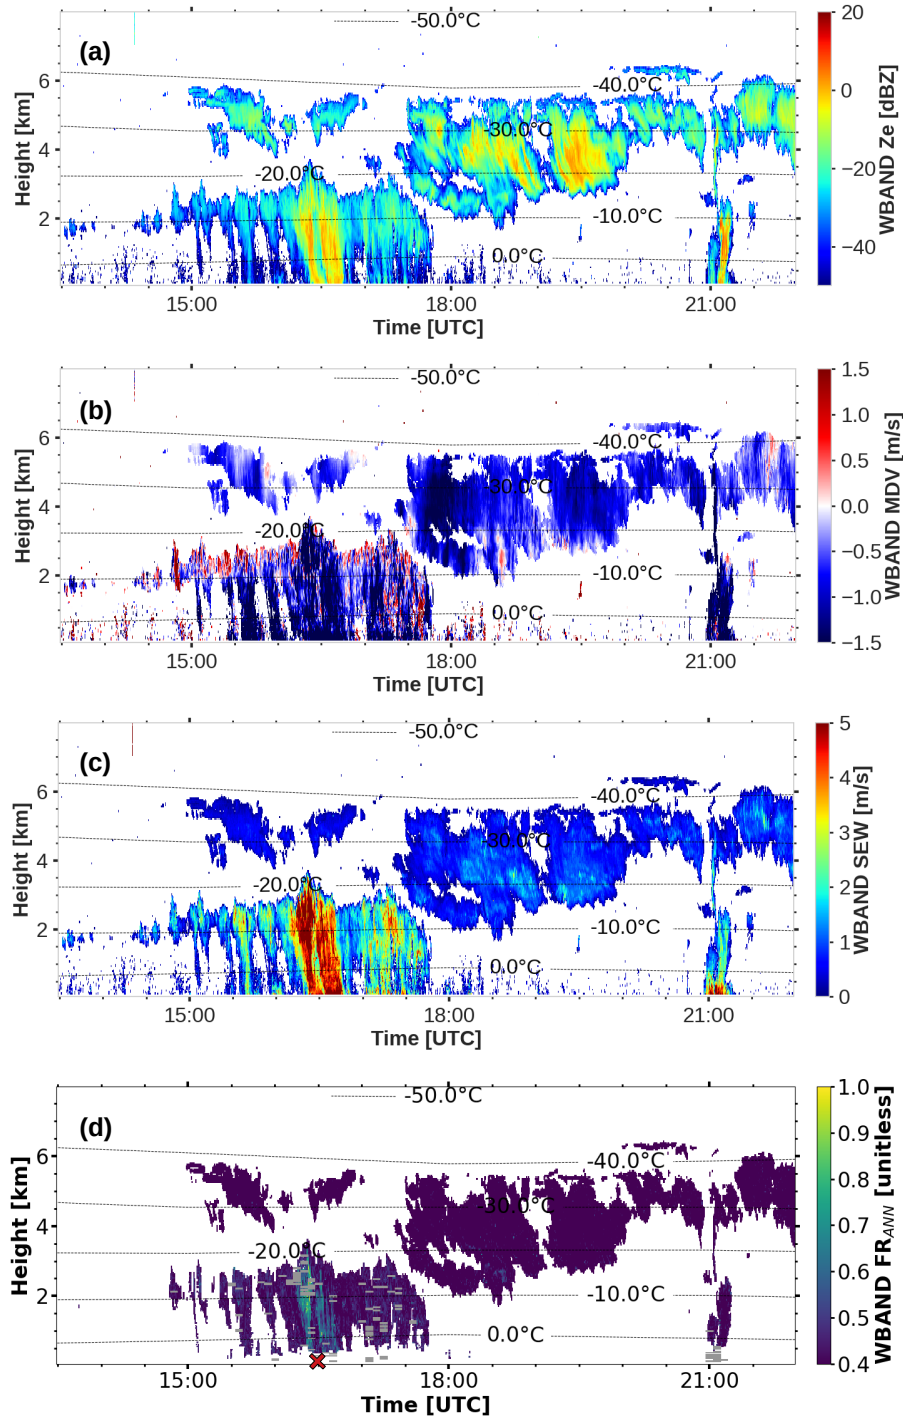 (a)
-50.0°C
-40.0°C
-30.0°C
-20.0°C
-10.0°C
0.0°C
6
4
2
Height [km]
15:00
18:00
21:00
Time [UTC]
20
0
−20
−40
WBAND Ze [dBZ]
(b)
-50.0°C
-40.0°C
-30.0°C
-20.0°C
-10.0°C
0.0°C
6
4
2
Height [km]
15:00
18:00
21:00
Time [UTC]
1.5
1.0
0.5
0.0
−0.5
−1.0
−1.5
WBAND MDV [m/s]
(c)
-50.0°C
-40.0°C
-30.0°C
-20.0°C
-10.0°C
0.0°C
6
4
2
Height [km]
15:00
18:00
21:00
Time [UTC]
5
4
3
2
1
0
WBAND SEW [m/s]
(d)
-50.0°C
-40.0°C
-30.0°C
-20.0°C
-10.0°C
0.0°C
6
4
2
Height [km]
15:00
18:00
21:00
Time [UTC]
1.0
0.9
0.8
0.7
0.6
0.5
0.4
WBAND FR_ANN [unitless]